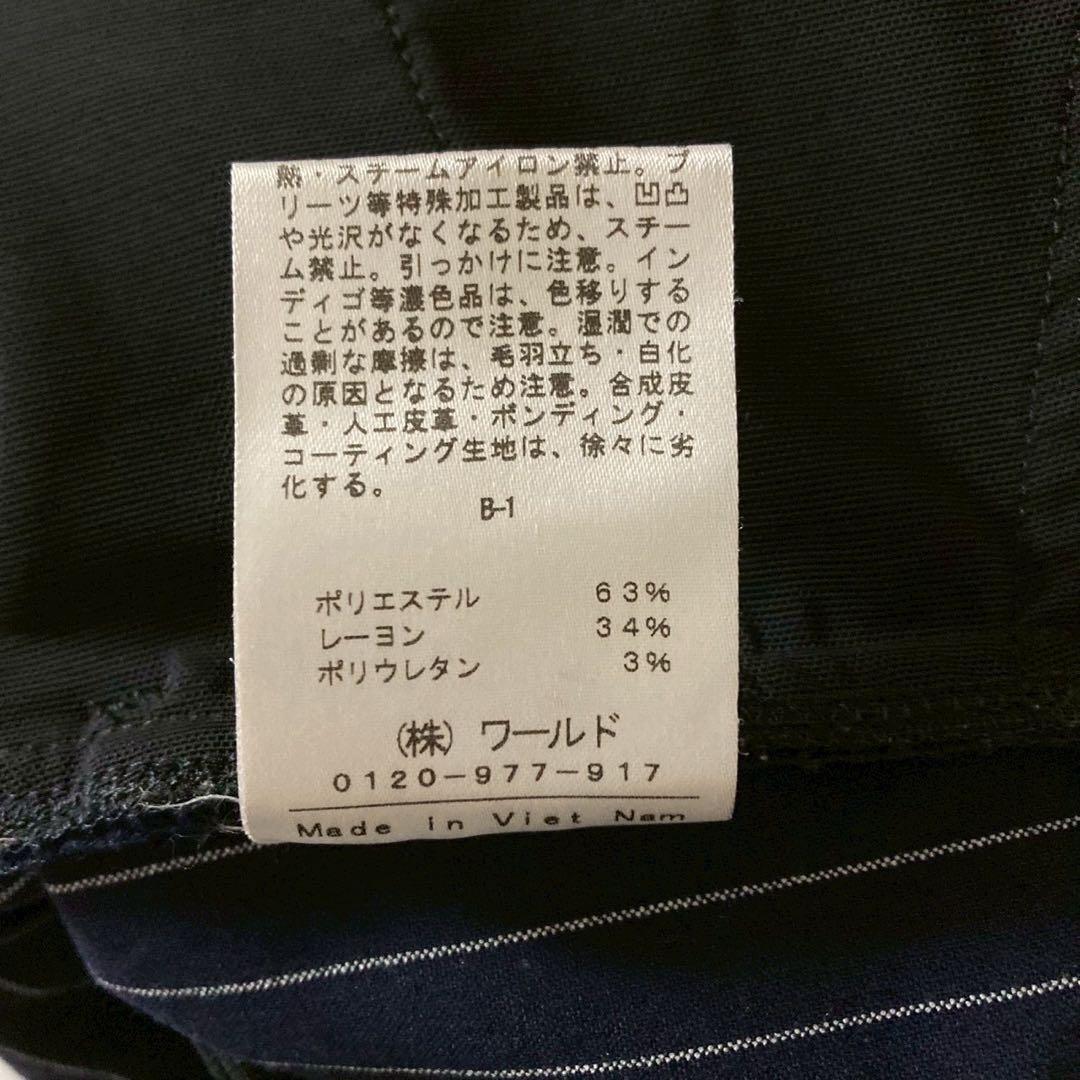 熱・スチームアイロン禁止。プ
リーツ等特殊加工製品は、凹凸
や光沢がなくなるため、スチー
ム禁止。引っかけに注意。イン
ディゴ等濃色品は、色移りする
ことがあるので注意。湿潤での
過剰な摩擦は、毛羽立ち・白化
の原因となるため注意。合成皮
革・人工皮革・ボンディング・
コーティング生地は、徐々に劣
化する。
B-1
ポリエステル 63%
レーヨン 34%
ポリウレタン 3%
(株) ワールド
0120-977-917
Made in Viet Nam